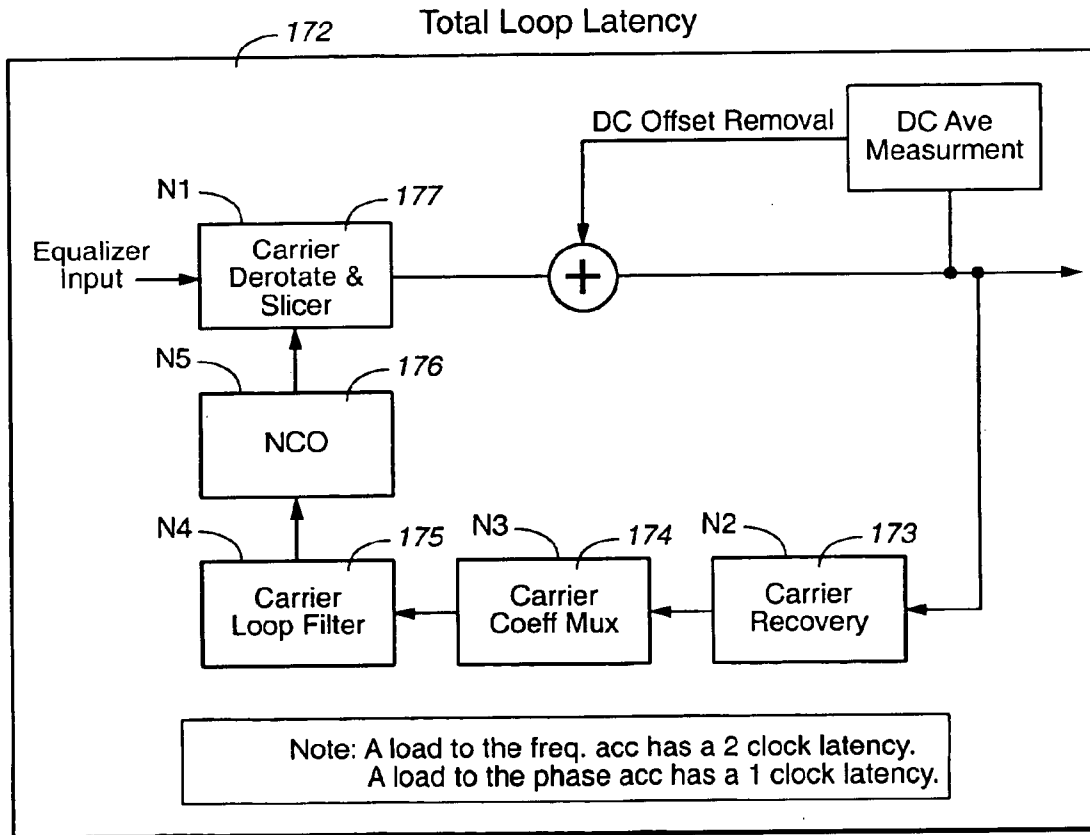 Total Loop Latency
172
DC Offset Removal
DC Ave
Measurment
N1
177
Equalizer
Input
Carrier
Derotate &
Slicer
+
N5
176
NCO
N4
175
Carrier
Loop Filter
N3
174
Carrier
Coeff Mux
N2
173
Carrier
Recovery
Note: A load to the freq. acc has a 2 clock latency.
A load to the phase acc has a 1 clock latency.